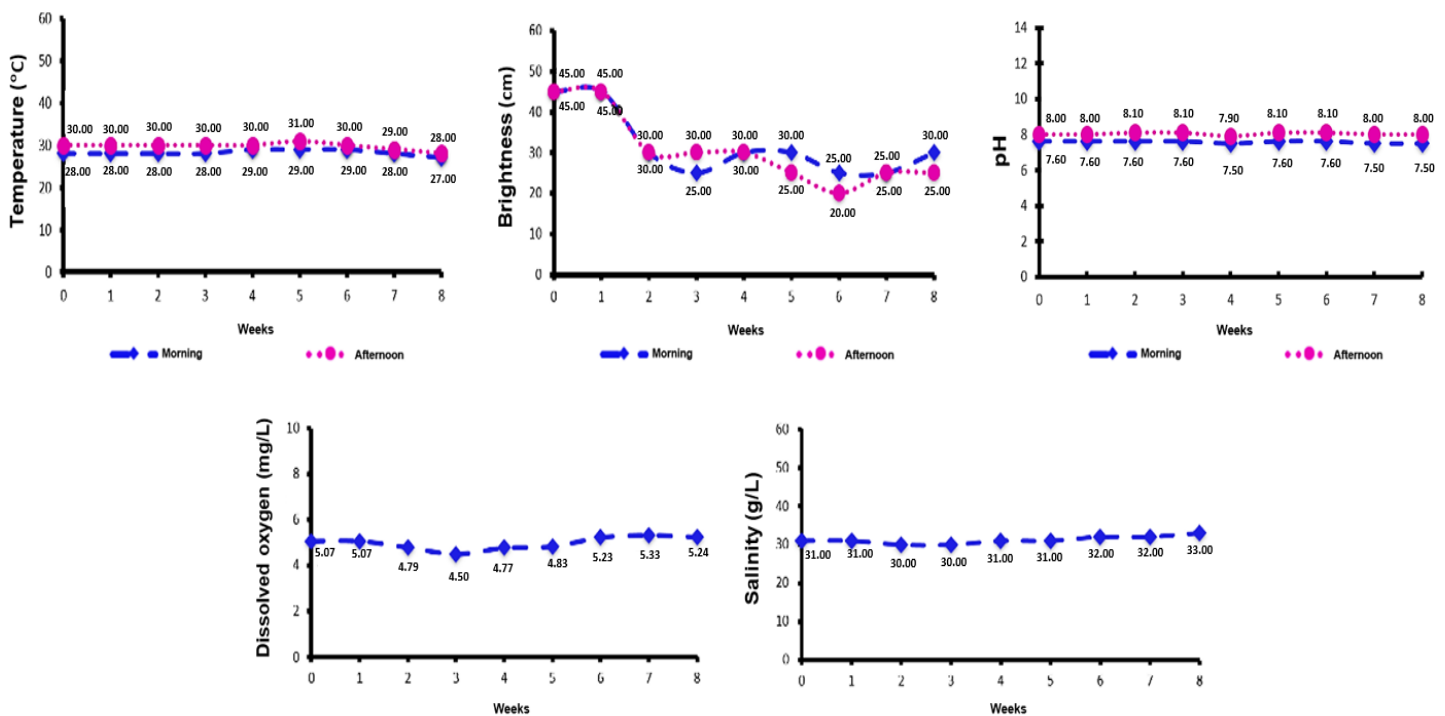 Temperature (°C)
60
50
40
30
20
10
0
30.00 30.00 30.00 30.00 30.00 31.00 30.00 29.00 28.00
28.00 28.00 28.00 28.00 29.00 29.00 29.00 28.00 27.00
0 1 2 3 4 5 6 7 8
Weeks
Morning Afternoon
Brightness (cm)
60
50
40
30
20
10
0
45.00 45.00 30.00 30.00 30.00 30.00 25.00 25.00 30.00
45.00 45.00 30.00 25.00 30.00 25.00 20.00 25.00 25.00
0 1 2 3 4 5 6 7 8
Weeks
Morning Afternoon
pH
14
12
10
8
6
4
2
0
8.00 8.00 8.10 8.10 7.90 8.10 8.10 8.00 8.00
7.60 7.60 7.60 7.60 7.50 7.60 7.60 7.50 7.50
0 1 2 3 4 5 6 7 8
Weeks
Morning Afternoon
Dissolved oxygen (mg/L)
10
8
6
4
2
0
5.07 5.07 4.79 4.50 4.77 4.83 5.23 5.33 5.24
0 1 2 3 4 5 6 7 8
Weeks
Salinity (g/L)
60
50
40
30
20
10
0
31.00 31.00 30.00 30.00 31.00 31.00 32.00 32.00 33.00
0 1 2 3 4 5 6 7 8
Weeks